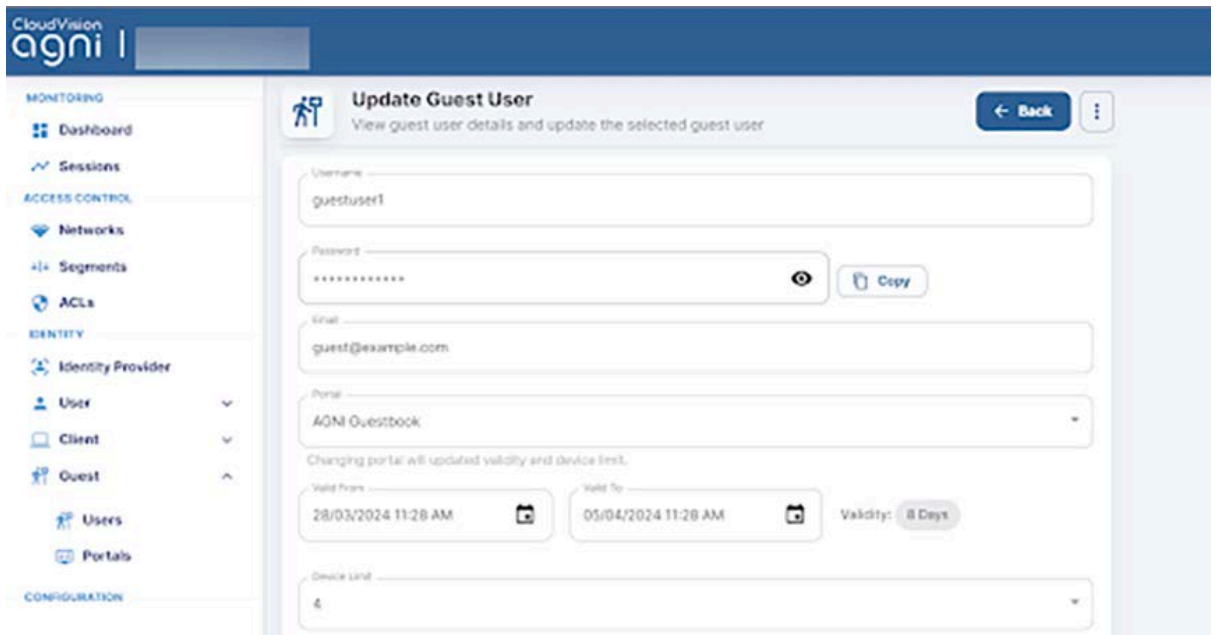 CloudVision
agni |
MONITORING
Dashboard
Sessions
ACCESS CONTROL
Networks
Segments
ACLs
IDENTITY
Identity Provider
User
Client
Guest
Users
Portals
CONFIGURATION
Update Guest User
View guest user details and update the selected guest user
← Back
Username
guestuser1
Password
************
Copy
Email
guest@example.com
Portal
AGNI Guestbook
Changing portal will updated validity and device limit.
Valid From
28/03/2024 11:28 AM
Valid To
05/04/2024 11:28 AM
Validity: 8 Days
Device Limit
4